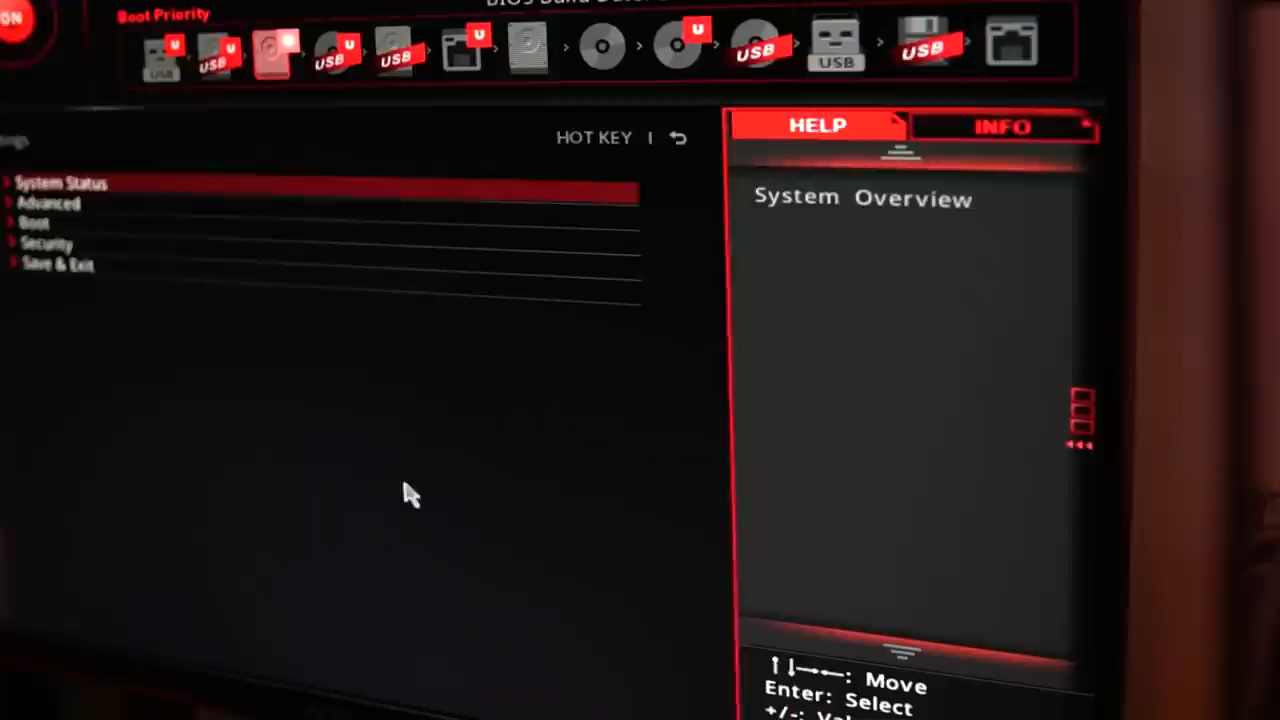 ON
Boot Priority
U
USB
U
USB
U
USB
USB
U
U
USB
USB
USB
HOT KEY
HELP
INFO
System Status
Advanced
Boot
Security
Save & Exit
System Overview
↑↓→←: Move
Enter: Select
+/-: